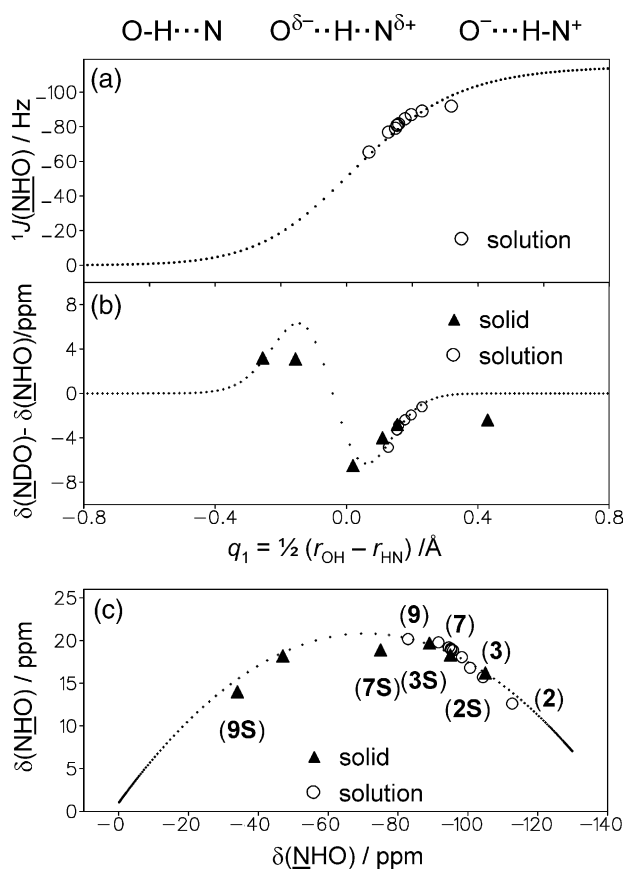 O-H···N O^δ−··H··N^δ+ O^−···H-N^+
(a)
^1J(NHO) / Hz
−100
−80
−60
−40
−20
0
solution
(b)
δ(NDO)- δ(NHO)/ppm
8
4
0
−4
−8
solid
solution
−0.8 −0.4 0.0 0.4 0.8
q_1 = ½ (r_OH − r_HN) /Å
(c)
δ(NHO) / ppm
25
20
15
10
5
0
(9) (7)
(3)
(7S) (3S)
(2S) (2)
(9S)
solid
solution
−0 −20 −40 −60 −80 −100 −120 −140
δ(NHO) / ppm